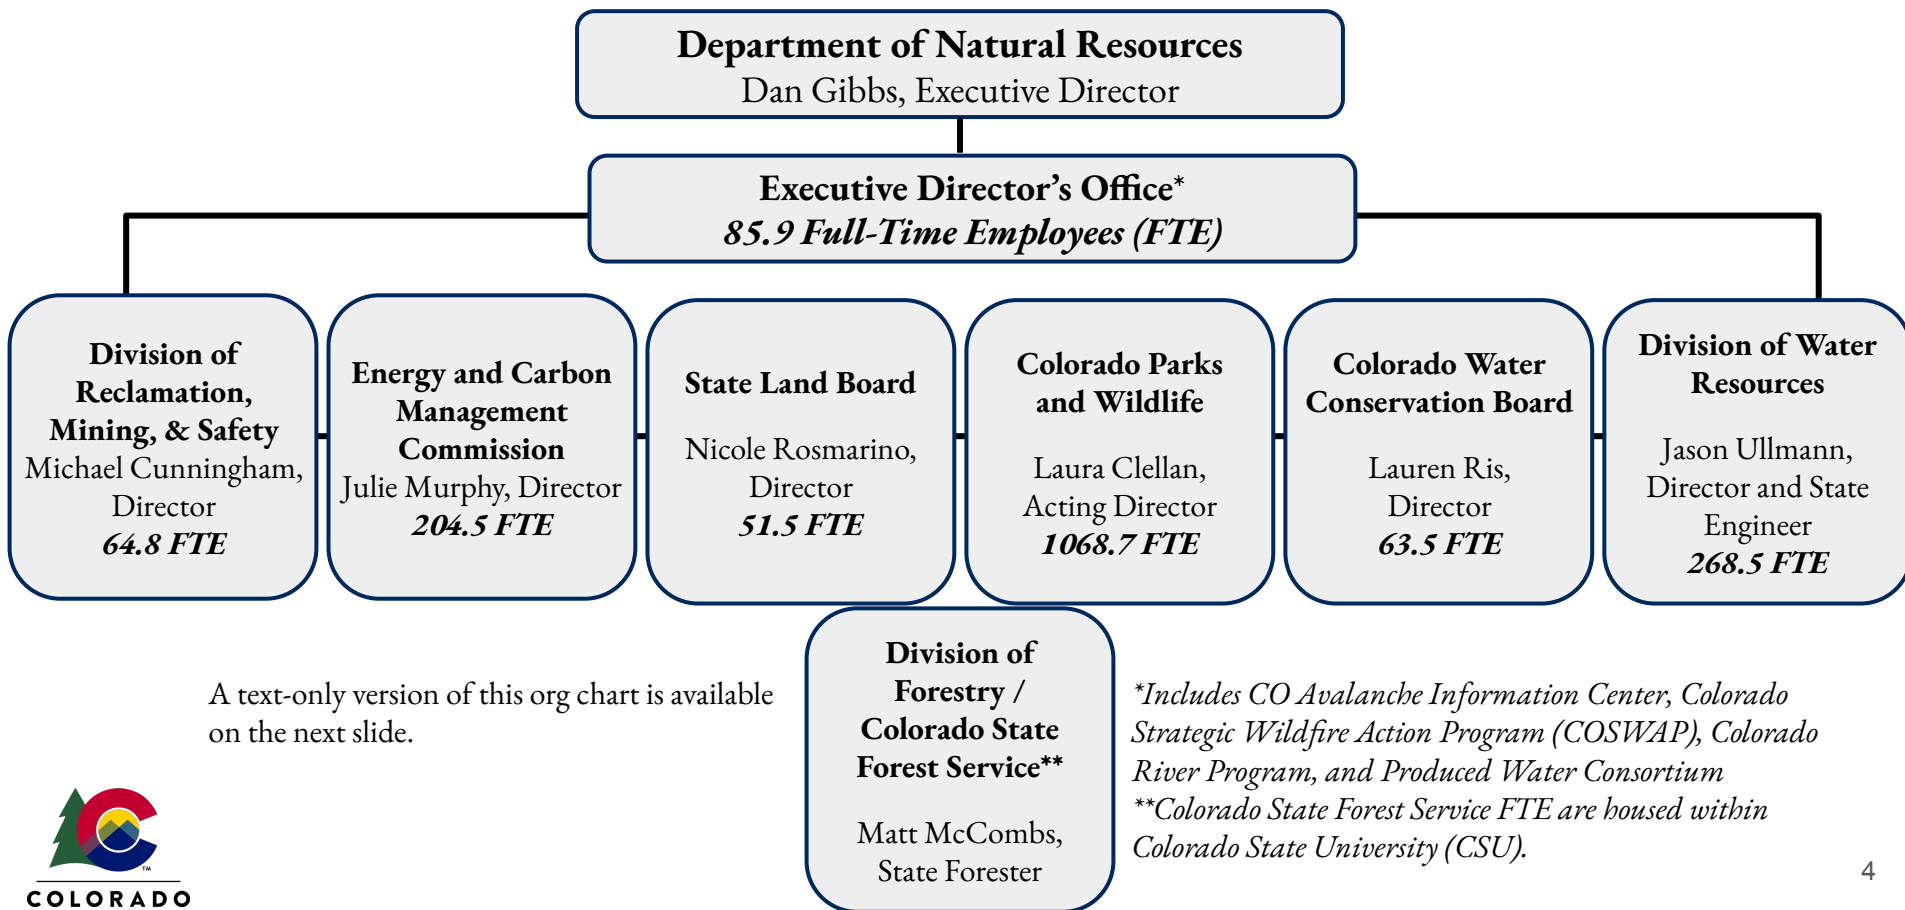 Department of Natural Resources
Dan Gibbs, Executive Director
Executive Director’s Office*
85.9 Full-Time Employees (FTE)
Division of
Reclamation,
Mining, & Safety
Michael Cunningham,
Director
64.8 FTE
Energy and Carbon
Management
Commission
Julie Murphy, Director
204.5 FTE
State Land Board
Nicole Rosmarino,
Director
51.5 FTE
Colorado Parks
and Wildlife
Laura Clellan,
Acting Director
1068.7 FTE
Colorado Water
Conservation Board
Lauren Ris,
Director
63.5 FTE
Division of Water
Resources
Jason Ullmann,
Director and State
Engineer
268.5 FTE
Division of
Forestry /
Colorado State
Forest Service**
Matt McCombs,
State Forester
A text-only version of this org chart is available
on the next slide.
*Includes CO Avalanche Information Center, Colorado
Strategic Wildfire Action Program (COSWAP), Colorado
River Program, and Produced Water Consortium
**Colorado State Forest Service FTE are housed within
Colorado State University (CSU).
TM
COLORADO
4